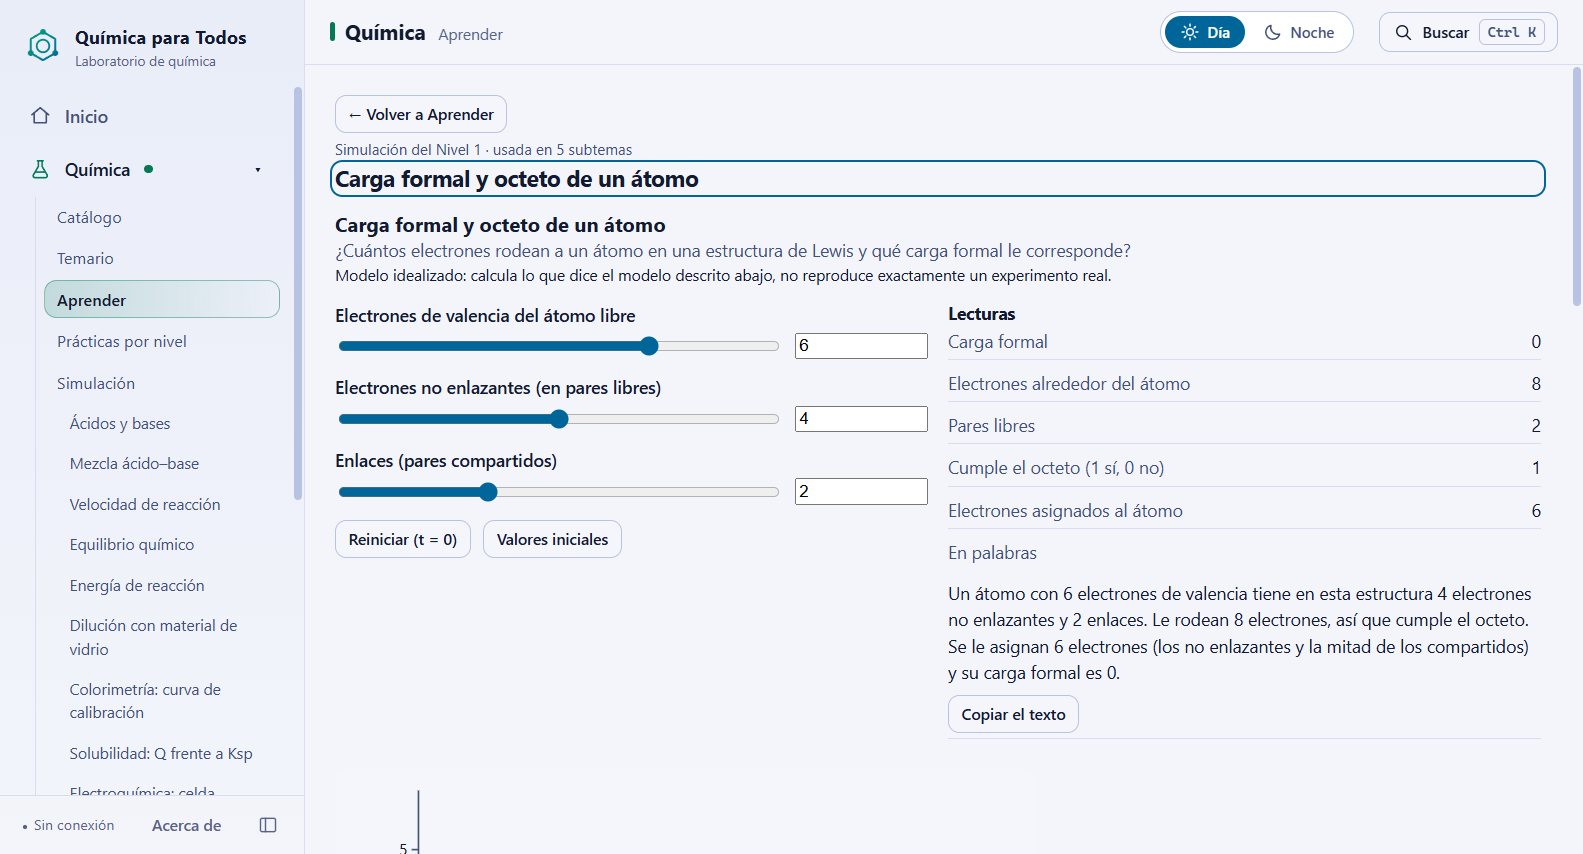 Química para Todos
Laboratorio de química
Inicio
Química
Catálogo
Temario
Aprender
Prácticas por nivel
Simulación
Ácidos y bases
Mezcla ácido–base
Velocidad de reacción
Equilibrio químico
Energía de reacción
Dilución con material de
vidrio
Colorimetría: curva de
calibración
Solubilidad: Q frente a Ksp
Electroquímica: celda
Sin conexión
Acerca de
Química Aprender
Día
Noche
Buscar Ctrl K
← Volver a Aprender
Simulación del Nivel 1 · usada en 5 subtemas
Carga formal y octeto de un átomo
Carga formal y octeto de un átomo
¿Cuántos electrones rodean a un átomo en una estructura de Lewis y qué carga formal le corresponde?
Modelo idealizado: calcula lo que dice el modelo descrito abajo, no reproduce exactamente un experimento real.
Electrones de valencia del átomo libre
6
Electrones no enlazantes (en pares libres)
4
Enlaces (pares compartidos)
2
Reiniciar (t = 0)
Valores iniciales
Lecturas
Carga formal 0
Electrones alrededor del átomo 8
Pares libres 2
Cumple el octeto (1 sí, 0 no) 1
Electrones asignados al átomo 6
En palabras
Un átomo con 6 electrones de valencia tiene en esta estructura 4 electrones
no enlazantes y 2 enlaces. Le rodean 8 electrones, así que cumple el octeto.
Se le asignan 6 electrones (los no enlazantes y la mitad de los compartidos)
y su carga formal es 0.
Copiar el texto
5